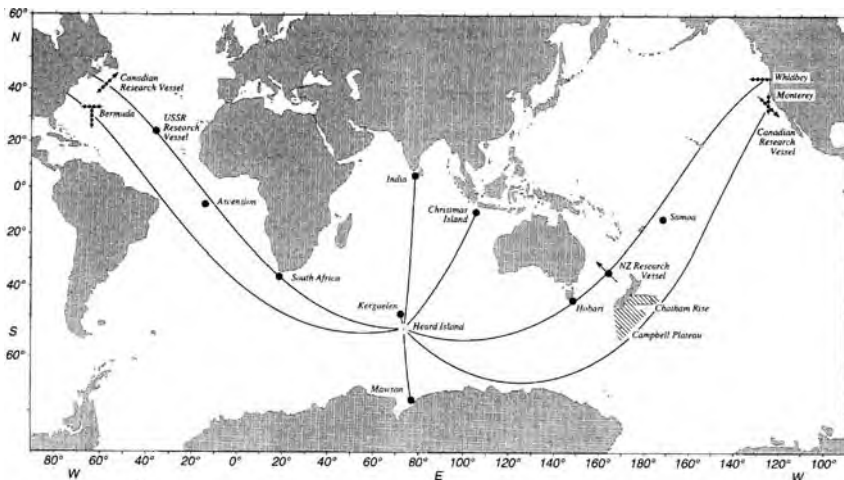 60°
N
40°
20°
0°
20°
40°
S
60°
Canadian
Research Vessel
Bermuda
USSR
Research
Vessel
Ascension
South Africa
India
Christmas
Island
Kerguelen
Heard Island
Mawson
Hobart
NZ Research
Vessel
Samoa
Chatham Rise
Campbell Plateau
Whidbey
Monterey
Canadian
Research
Vessel
80° 60° 40° 20° 0° 20° 40° 60° 80° 100° 120° 140° 160° 180° 160° 140° 120° 100°
W E W